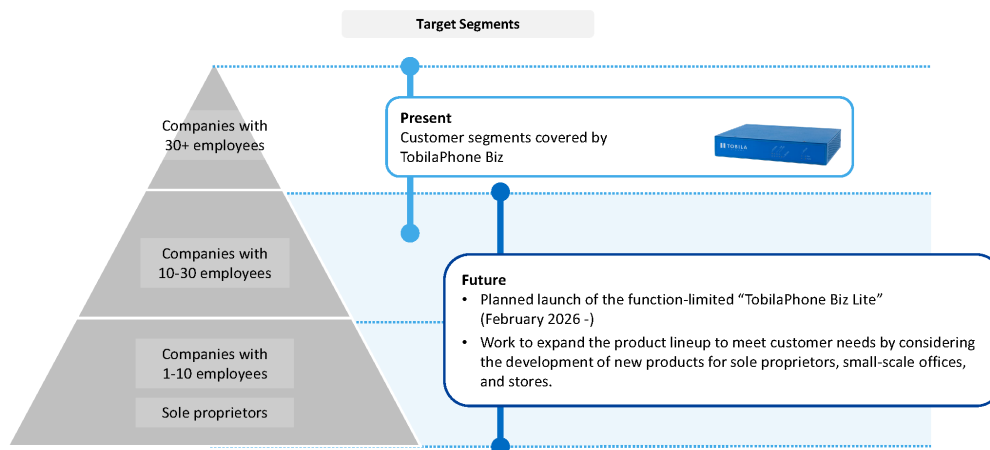 Target Segments
Companies with
30+ employees
Present
Customer segments covered by
TobilaPhone Biz
TOBILA
Companies with
10-30 employees
Future
• Planned launch of the function-limited “TobilaPhone Biz Lite”
(February 2026 -)
• Work to expand the product lineup to meet customer needs by considering
the development of new products for sole proprietors, small-scale offices,
and stores.
Companies with
1-10 employees
Sole proprietors